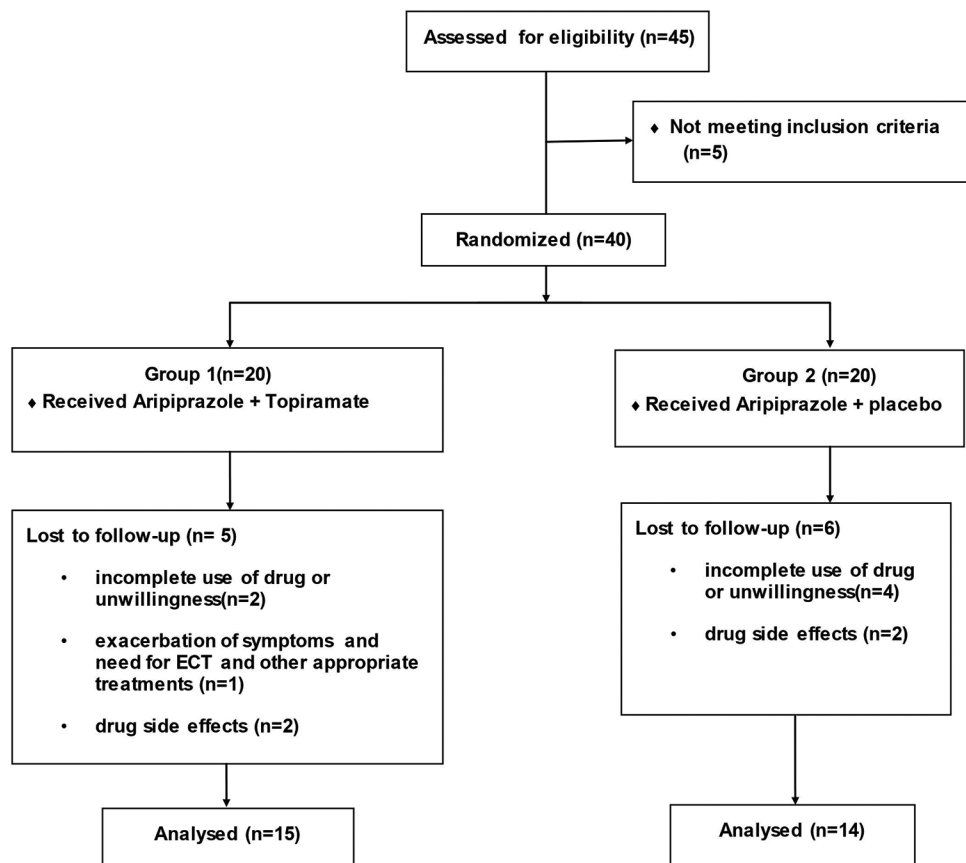 Assessed for eligibility (n=45)
♦ Not meeting inclusion criteria
(n=5)
Randomized (n=40)
Group 1(n=20)
♦ Received Aripiprazole + Topiramate
Group 2 (n=20)
♦ Received Aripiprazole + placebo
Lost to follow-up (n= 5)
• incomplete use of drug or
unwillingness(n=2)
• exacerbation of symptoms and
need for ECT and other appropriate
treatments (n=1)
• drug side effects (n=2)
Lost to follow-up (n=6)
• incomplete use of drug
or unwillingness(n=4)
• drug side effects (n=2)
Analysed (n=15)
Analysed (n=14)